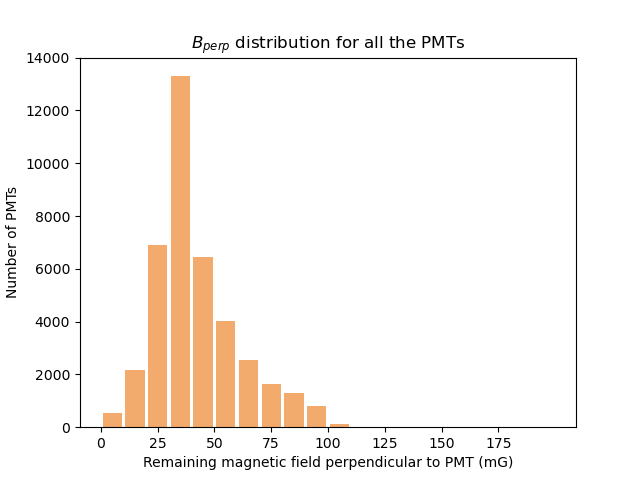 B_perp distribution for all the PMTs
14000
12000
10000
8000
6000
4000
2000
0
Number of PMTs
0 25 50 75 100 125 150 175
Remaining magnetic field perpendicular to PMT (mG)